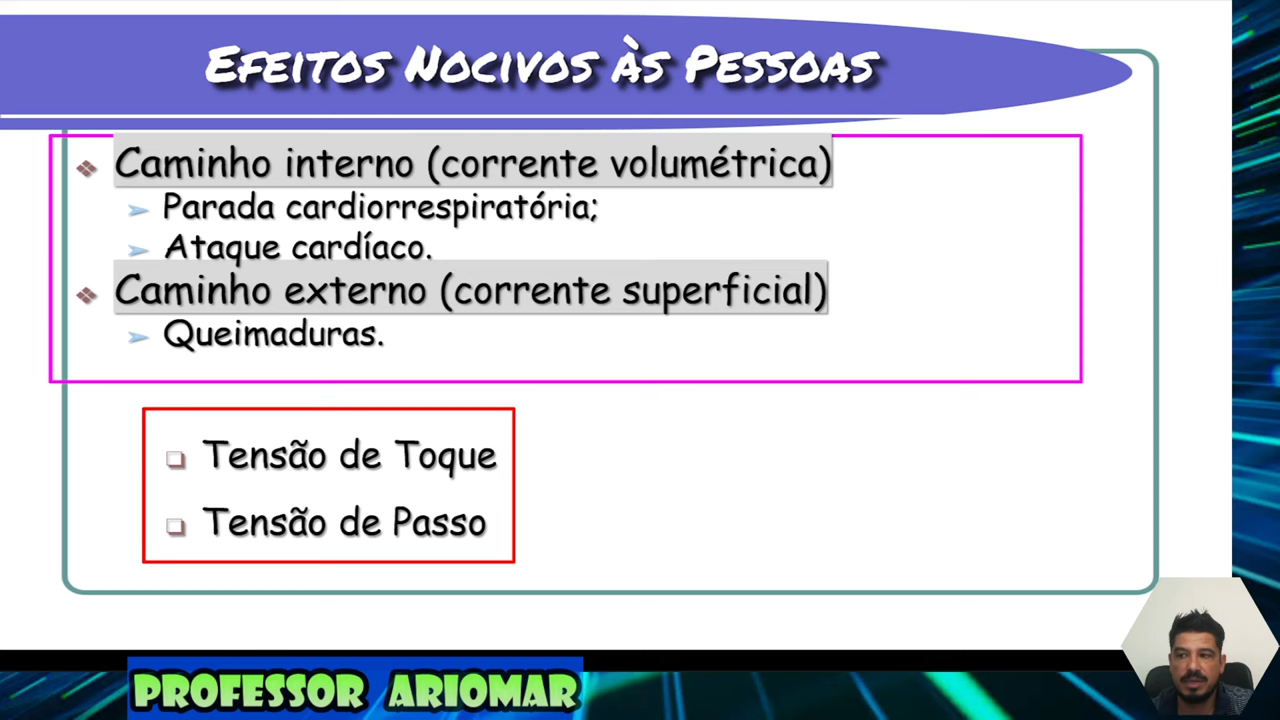 Efeitos Nocivos às Pessoas
Caminho interno (corrente volumétrica)
Parada cardiorrespiratória;
Ataque cardíaco.
Caminho externo (corrente superficial)
Queimaduras.
Tensão de Toque
Tensão de Passo
PROFESSOR ARIOMAR